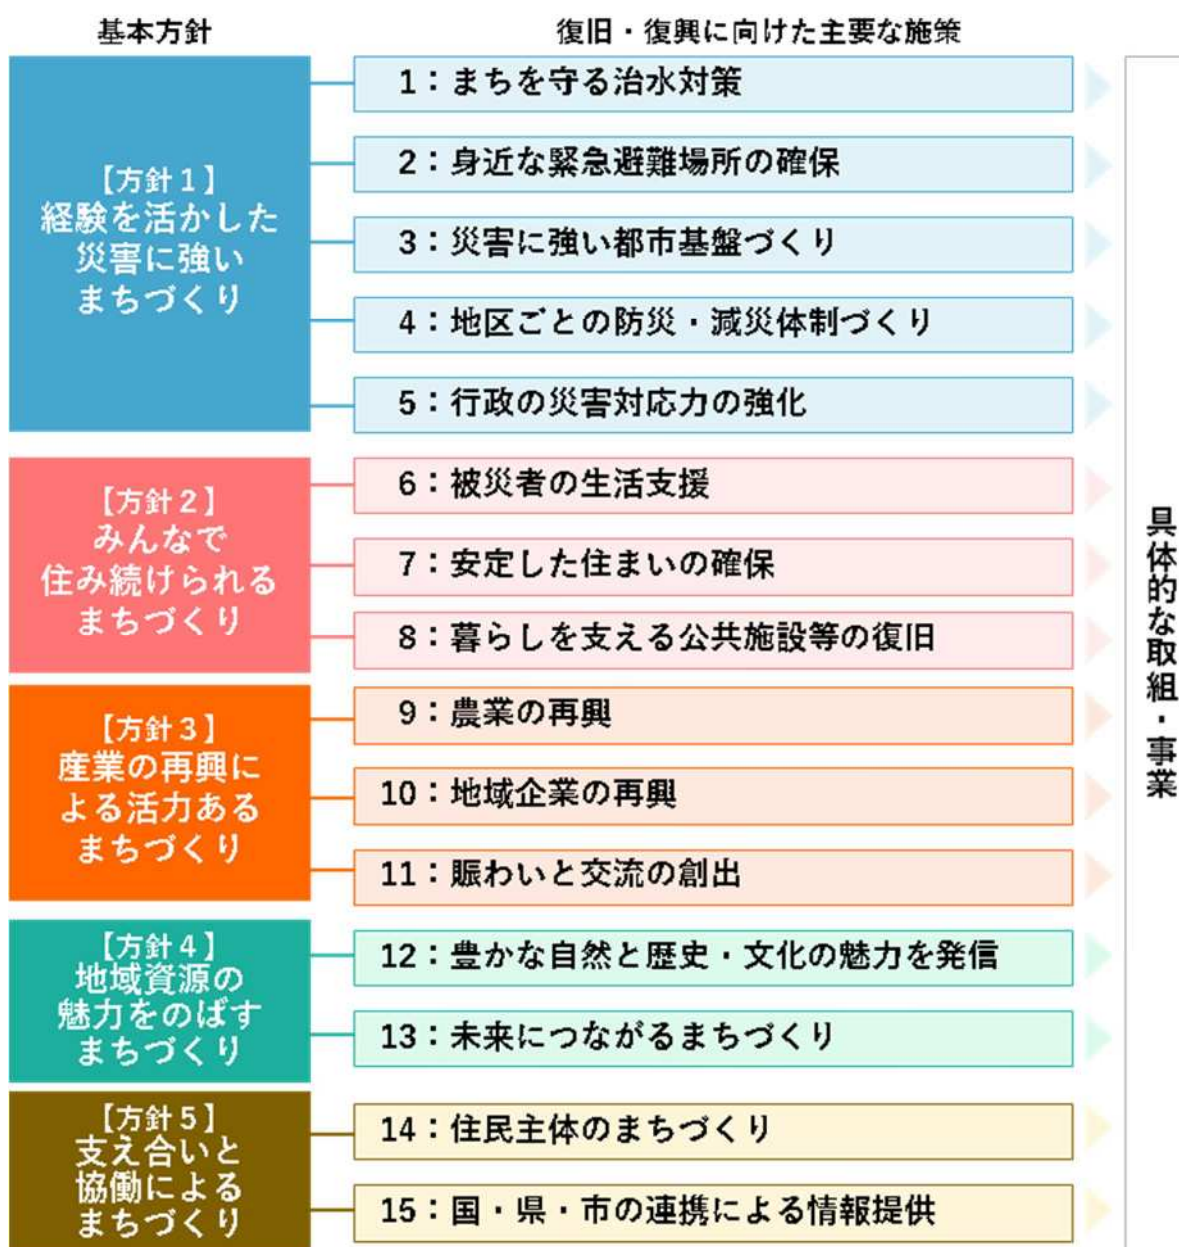 基本方針
復旧・復興に向けた主要な施策
【方針1】
経験を活かした
災害に強い
まちづくり
1：まちを守る治水対策
2：身近な緊急避難場所の確保
3：災害に強い都市基盤づくり
4：地区ごとの防災・減災体制づくり
5：行政の災害対応力の強化
【方針2】
みんなで
住み続けられる
まちづくり
6：被災者の生活支援
7：安定した住まいの確保
8：暮らしを支える公共施設等の復旧
【方針3】
産業の再興に
よる活力ある
まちづくり
9：農業の再興
10：地域企業の再興
11：賑わいと交流の創出
【方針4】
地域資源の
魅力をのばす
まちづくり
12：豊かな自然と歴史・文化の魅力を発信
13：未来につながるまちづくり
【方針5】
支え合いと
協働による
まちづくり
14：住民主体のまちづくり
15：国・県・市の連携による情報提供
具体的な取組・事業